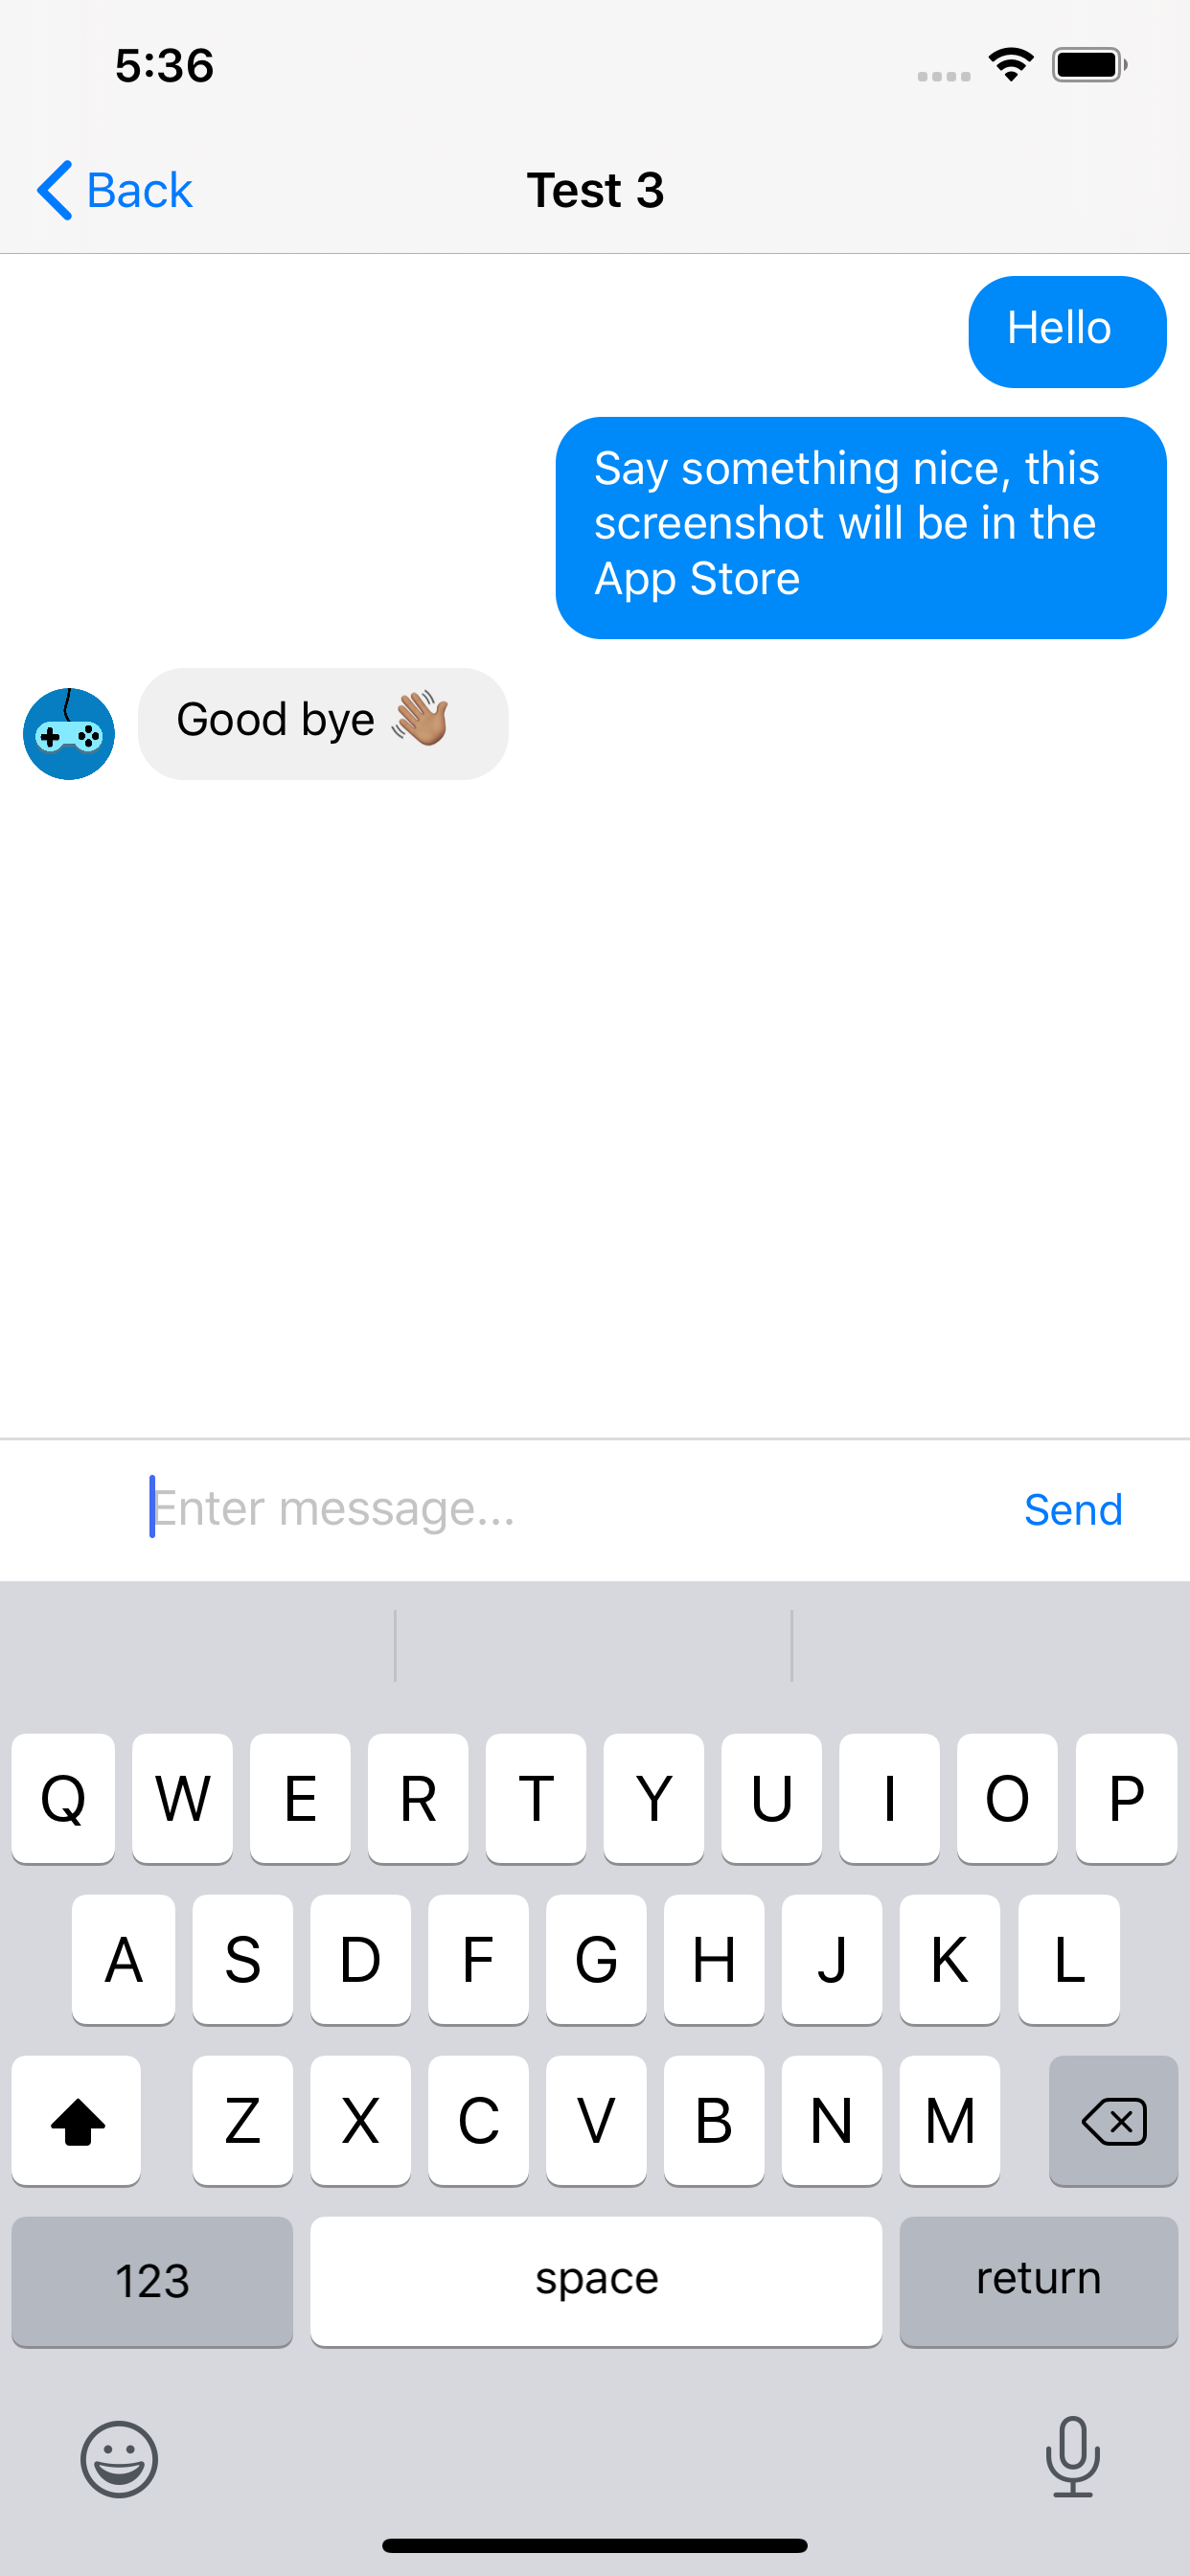 5:36
Back
Test 3
Hello
Say something nice, this
screenshot will be in the
App Store
Good bye 👋🏽
Enter message...
Send
Q W E R T Y U I O P
A S D F G H J K L
Z X C V B N M
123 space return